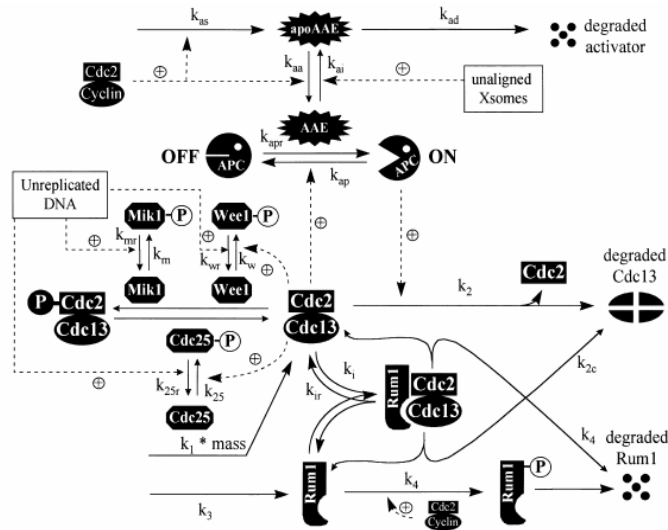 k_as
apoAAE
k_ad
degraded
activator
Cdc2
Cyclin
⊕
k_aa
k_ai
⊕
unaligned
Xsomes
AAE
OFF
APC
k_apr
k_ap
APC
ON
Unreplicated
DNA
Mik1
P
Wee1
P
⊕
⊕
⊕
⊕
k_mr
k_m
k_wr
k_w
⊕
Mik1
Wee1
k_2
Cdc2
degraded
Cdc13
P
Cdc2
Cdc13
Cdc2
Cdc13
Cdc25
P
⊕
⊕
k_25r
k_25
Cdc25
k_i
k_ir
Rum1
Cdc2
Cdc13
k_2c
k_1 * mass
k_4
degraded
Rum1
k_3
Rum1
k_4
⊕
Cdc2
Cyclin
Rum1
P